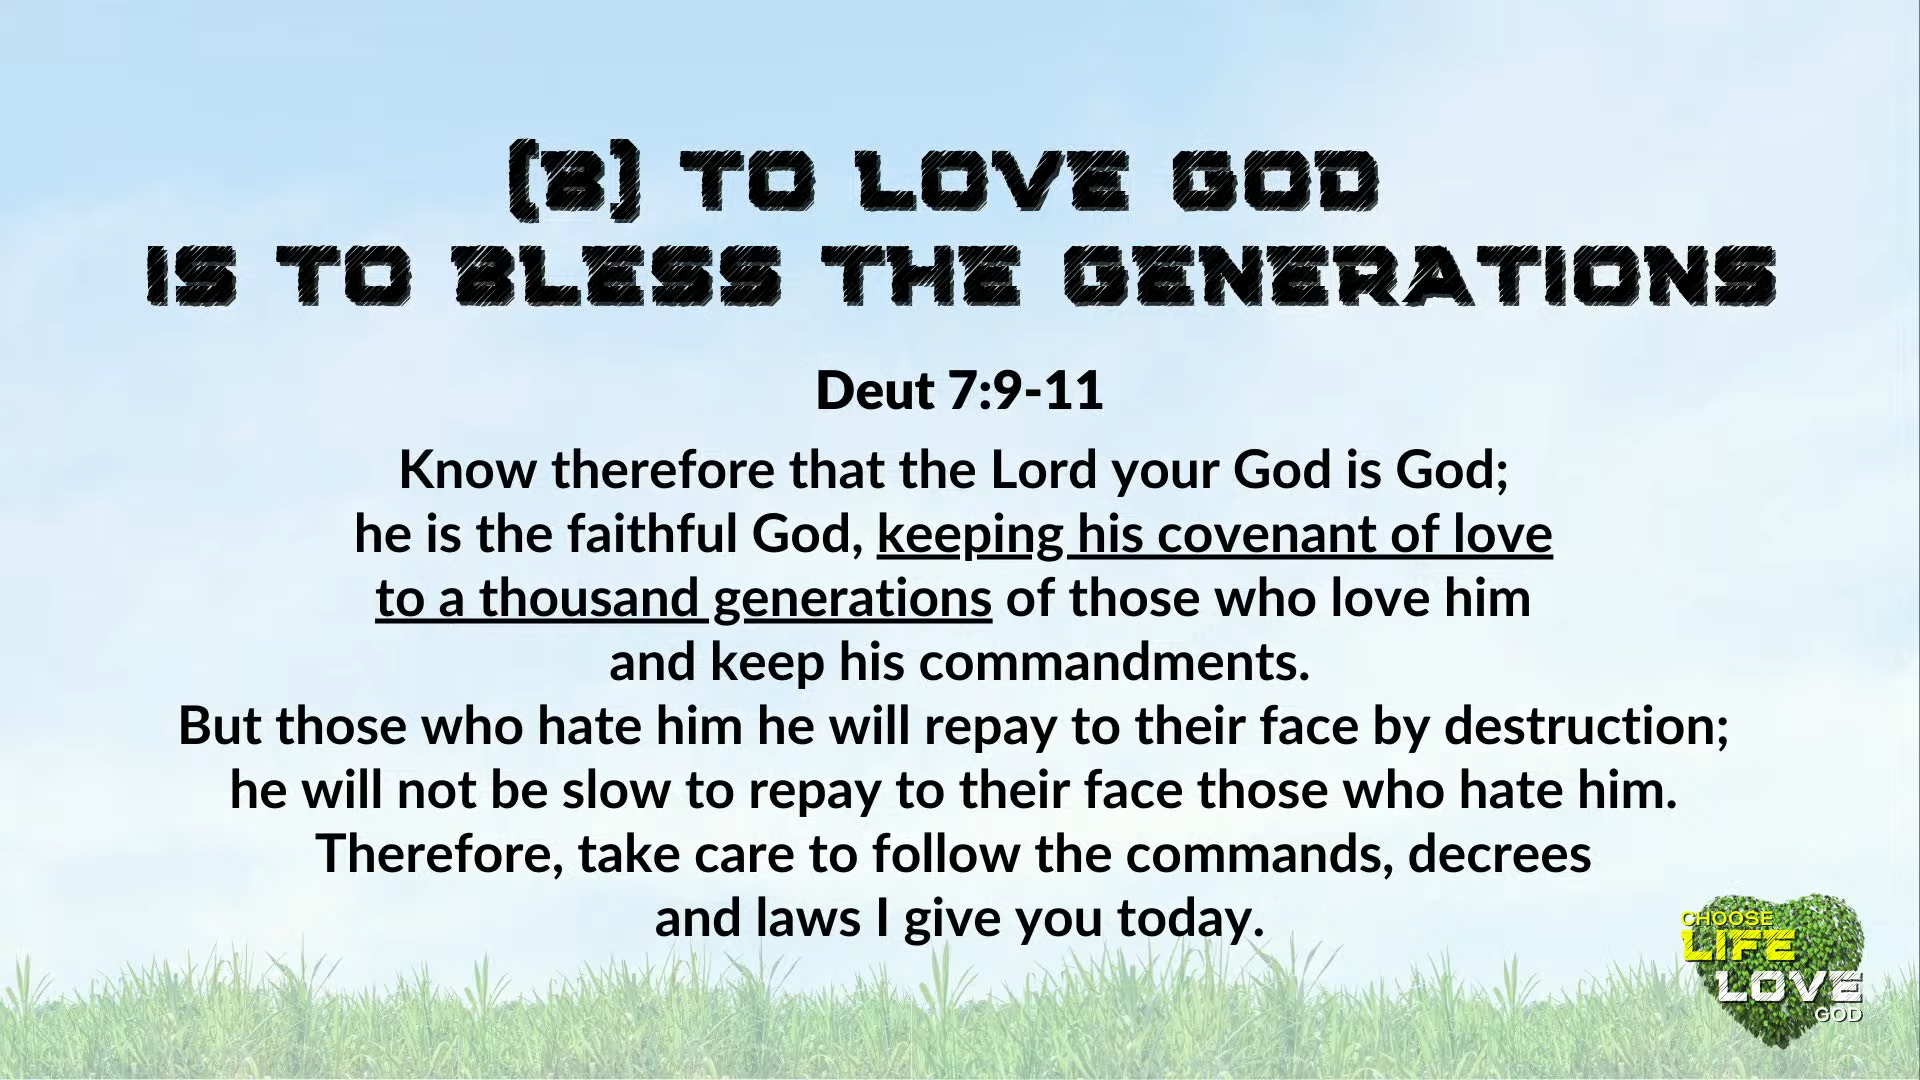 (B) TO LOVE GOD
IS TO BLESS THE GENERATIONS
Deut 7:9-11
Know therefore that the Lord your God is God;
he is the faithful God, keeping his covenant of love
to a thousand generations of those who love him
and keep his commandments.
But those who hate him he will repay to their face by destruction;
he will not be slow to repay to their face those who hate him.
Therefore, take care to follow the commands, decrees
and laws I give you today.
CHOOSE
LIFE
LOVE
GOD